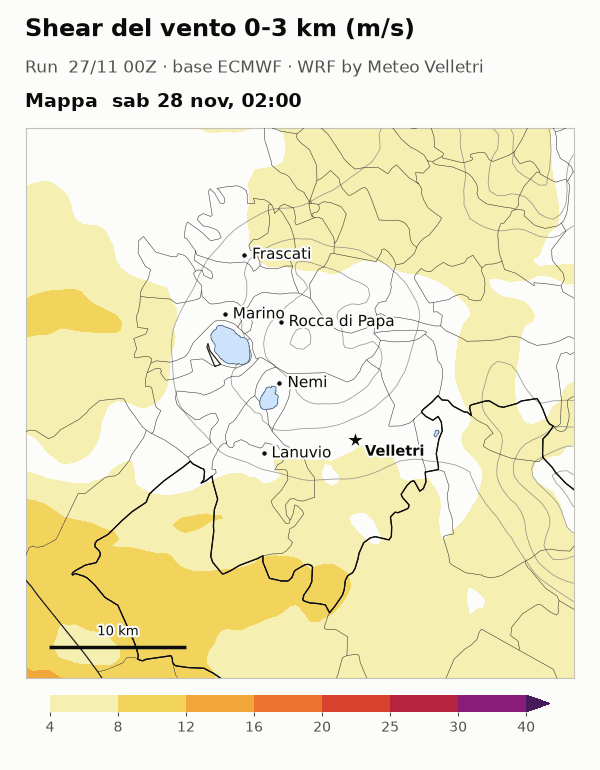 Shear del vento 0-3 km (m/s)
Run  27/11 00Z · base ECMWF · WRF by Meteo Velletri
Mappa  sab 28 nov, 02:00
Frascati
Marino
Rocca di Papa
Nemi
Velletri
Lanuvio
10 km
4 8 12 16 20 25 30 40